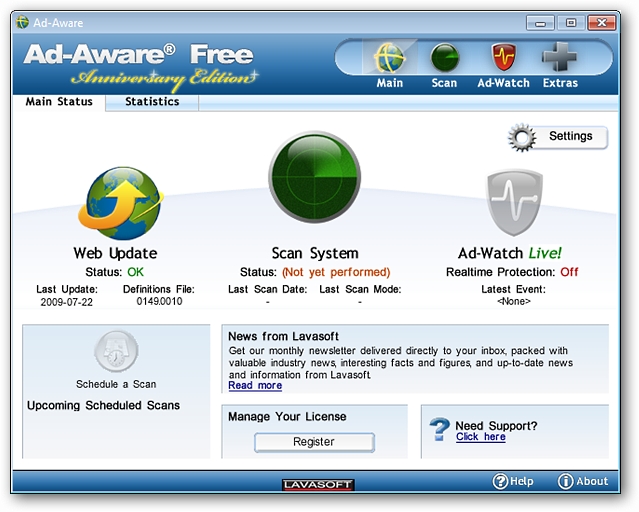 Ad-Aware
Ad-Aware® Free
Anniversary Edition
Main Scan Ad-Watch Extras
Main Status Statistics
Settings
Web Update
Status: OK
Last Update: Definitions File:
2009-07-22 0149.0010
Scan System
Status: (Not yet performed)
Last Scan Date: Last Scan Mode:
- -
Ad-Watch Live!
Realtime Protection: Off
Latest Event:
<None>
Schedule a Scan
Upcoming Scheduled Scans
News from Lavasoft
Get our monthly newsletter delivered directly to your inbox, packed with
valuable industry news, interesting facts and figures, and up-to-date news
and information from Lavasoft.
Read more
Manage Your License
Register
Need Support?
Click here
LAVASOFT
Help
About